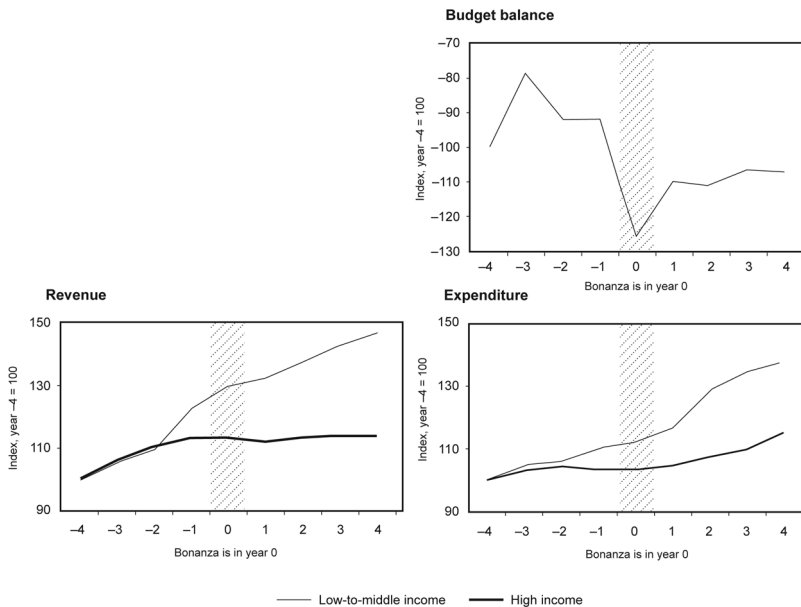 Budget balance
Index, year –4 = 100
–70
–80
–90
–100
–110
–120
–130
–4 –3 –2 –1 0 1 2 3 4
Bonanza is in year 0
Revenue
Index, year –4 = 100
150
130
110
90
–4 –3 –2 –1 0 1 2 3 4
Bonanza is in year 0
Expenditure
Index, year –4 = 100
150
130
110
90
–4 –3 –2 –1 0 1 2 3 4
Bonanza is in year 0
Low-to-middle income High income